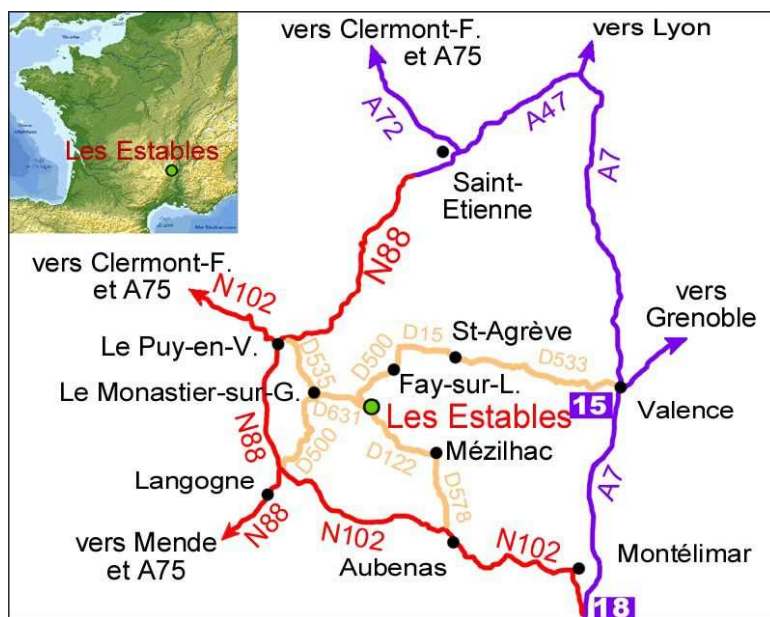 vers Clermont-F.
et A75
vers Lyon
A72
A47
Les Estables
A7
Saint-
Etienne
N88
vers Clermont-F.
et A75
N102
vers
Grenoble
D15
St-Agrève
D500
D533
Le Puy-en-V.
D535
Fay-sur-L.
Le Monastier-sur-G.
15
Valence
Les Estables
D631
N88
D500
D122
Mézilhac
A7
Langogne
D578
N88
N102
vers Mende
et A75
Aubenas
N102
Montélimar
18